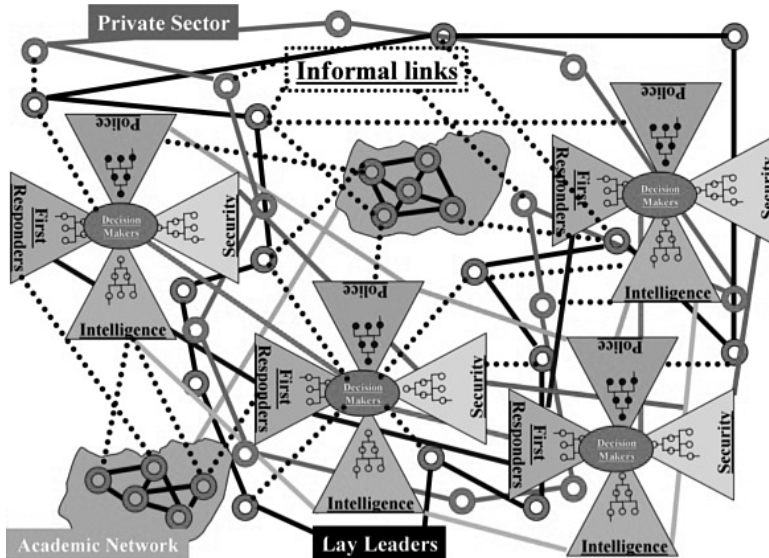 Private Sector
Informal links
Police
First
Responders
Decision
Makers
Security
Intelligence
Police
First
Responders
Decision
Makers
Security
Intelligence
Police
First
Responders
Decision
Makers
Security
Intelligence
Police
First
Responders
Decision
Makers
Security
Intelligence
Academic Network
Lay Leaders